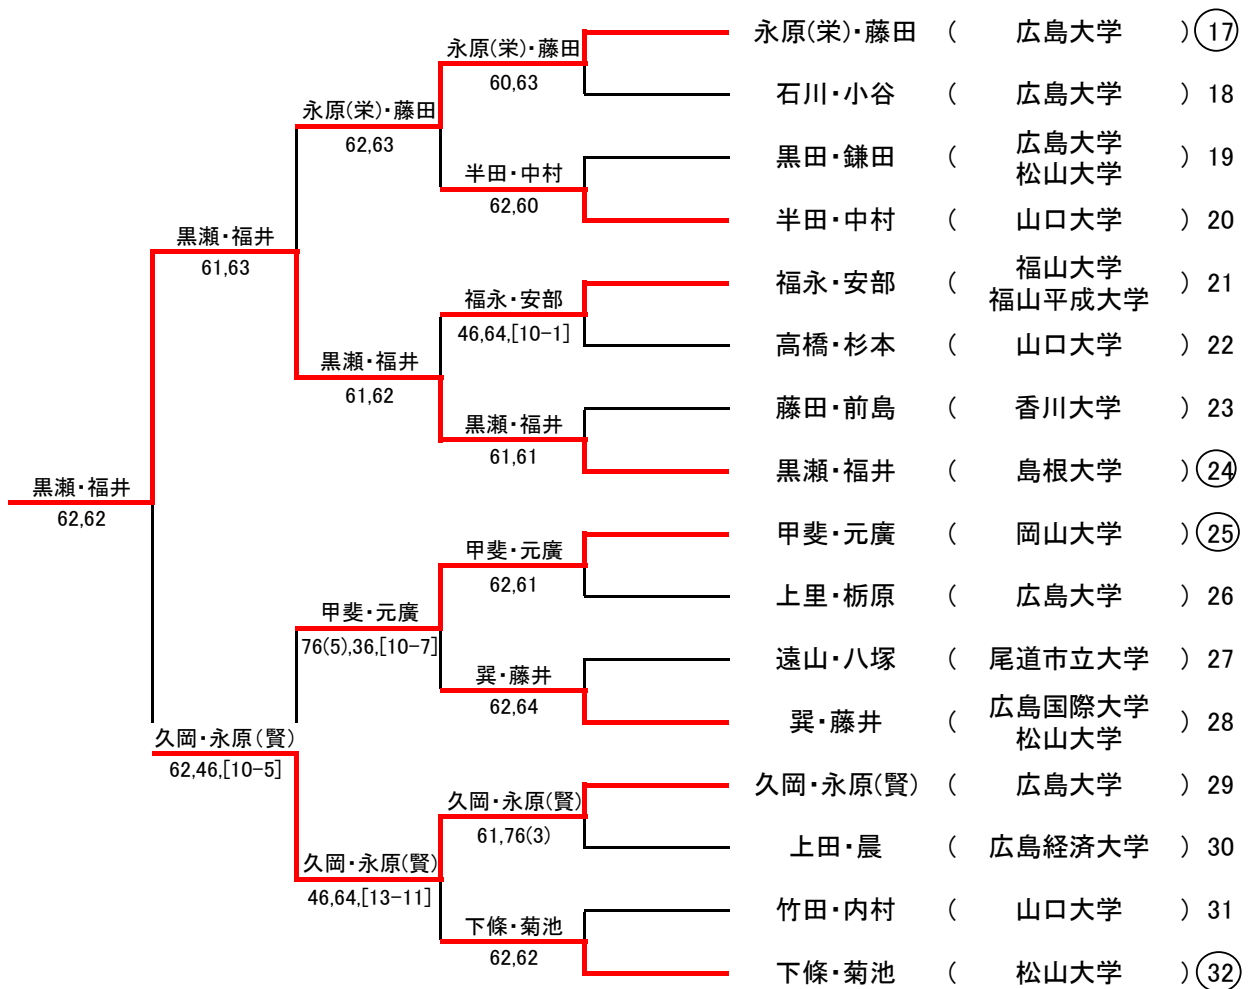 永原(栄)・藤田 ( 広島大学 ) 17
石川・小谷 ( 広島大学 ) 18
黒田・鎌田 ( 広島大学
松山大学 ) 19
半田・中村 ( 山口大学 ) 20
福永・安部 ( 福山大学
福山平成大学 ) 21
高橋・杉本 ( 山口大学 ) 22
藤田・前島 ( 香川大学 ) 23
黒瀬・福井 ( 島根大学 ) 24
甲斐・元廣 ( 岡山大学 ) 25
上里・栃原 ( 広島大学 ) 26
遠山・八塚 ( 尾道市立大学 ) 27
巽・藤井 ( 広島国際大学
松山大学 ) 28
久岡・永原(賢) ( 広島大学 ) 29
上田・晨 ( 広島経済大学 ) 30
竹田・内村 ( 山口大学 ) 31
下條・菊池 ( 松山大学 ) 32
永原(栄)・藤田
60,63
半田・中村
62,60
福永・安部
46,64,[10-1]
黒瀬・福井
61,61
甲斐・元廣
62,61
巽・藤井
62,64
久岡・永原(賢)
61,76(3)
下條・菊池
62,62
永原(栄)・藤田
62,63
黒瀬・福井
61,62
甲斐・元廣
76(5),36,[10-7]
久岡・永原(賢)
46,64,[13-11]
黒瀬・福井
61,63
久岡・永原(賢)
62,46,[10-5]
黒瀬・福井
62,62